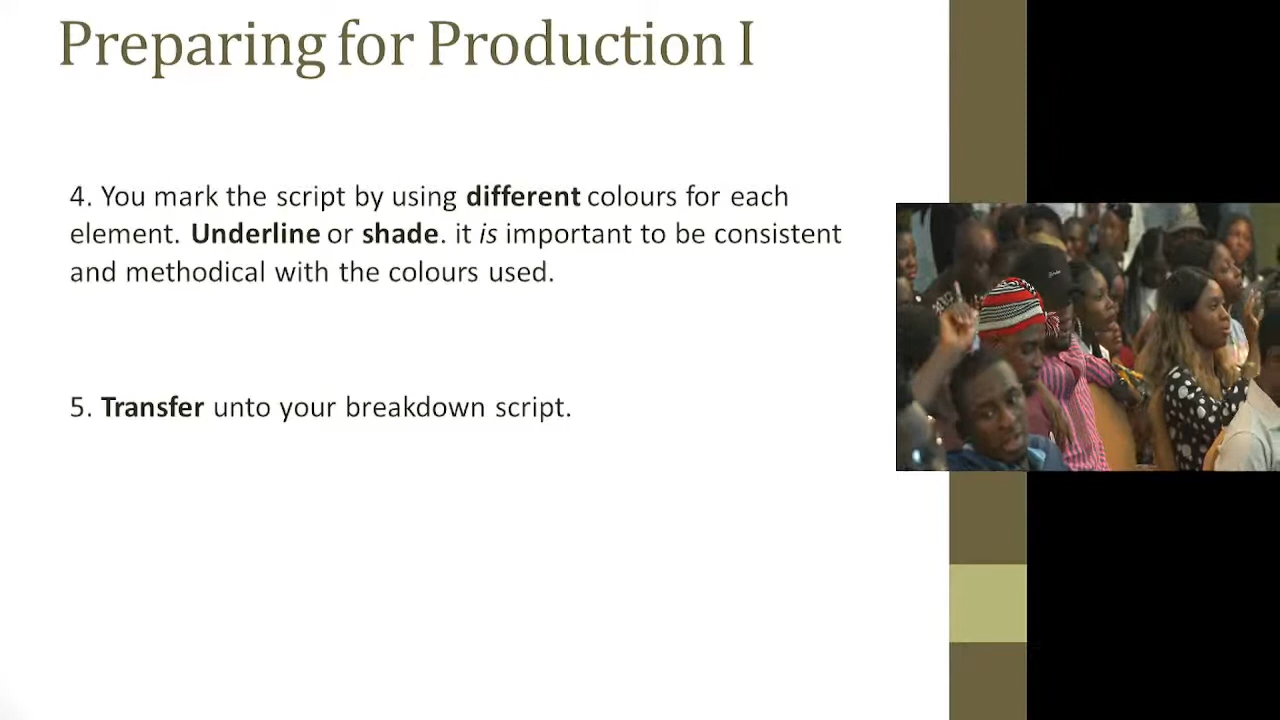 Preparing for Production I
4. You mark the script by using different colours for each
element. Underline or shade. it is important to be consistent
and methodical with the colours used.
5. Transfer unto your breakdown script.